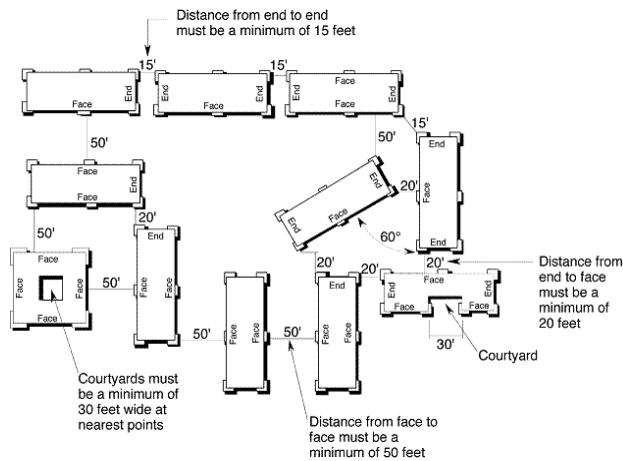 Distance from end to end
must be a minimum of 15 feet
15'
15'
Face
End
End
Face
End
End
Face
Face
15'
50'
50'
End
Face
End
Face
Face
End
20'
Face
End
Face
End
20'
50'
60°
End
Face
Face
Face
Face
50'
Face
Face
20'
20'
20'
Distance from
end to face
must be a
minimum of
20 feet
End
Face
End
Face
Face
End
Face
Face
50'
Face
Face
50'
30'
Courtyard
Courtyards must
be a minimum of
30 feet wide at
nearest points
Distance from face to
face must be a
minimum of 50 feet